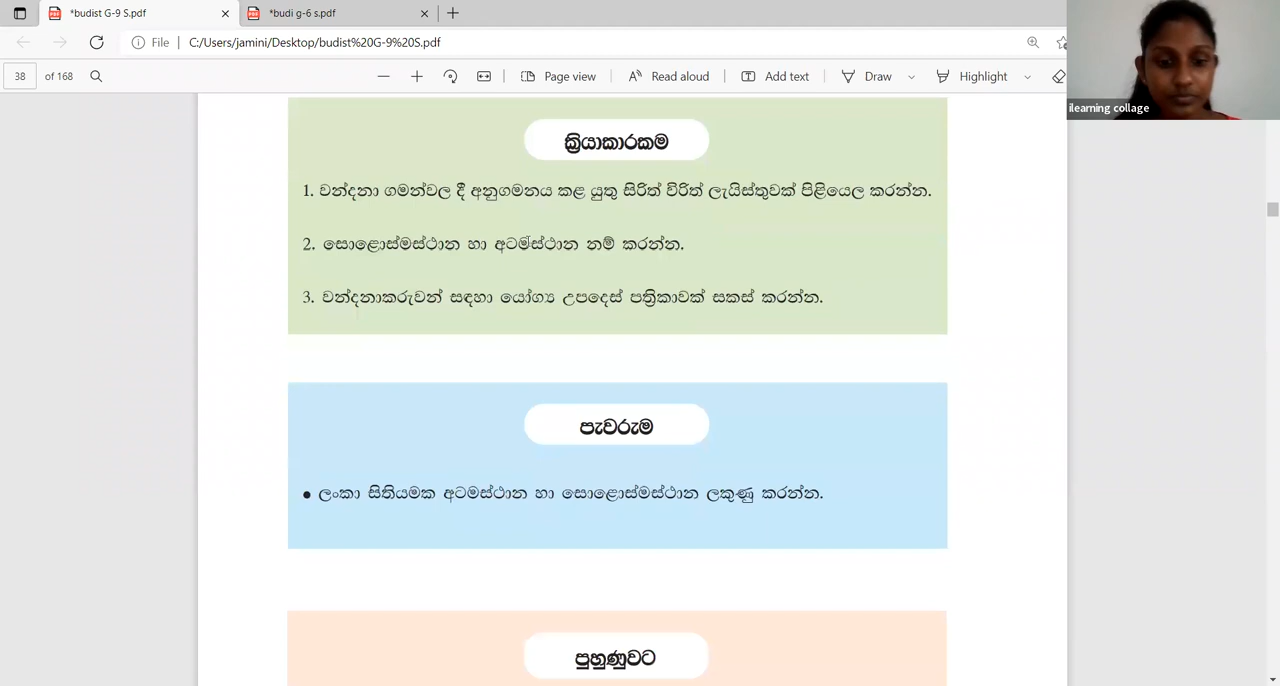 *budist G-9 S.pdf
*budi g-6 s.pdf
File
C:/Users/jamini/Desktop/budist%20G-9%20S.pdf
38 of 168
Page view
Read aloud
Add text
Draw
Highlight
ilearning collage
ක්‍රියාකාරකම
1. වන්දනා ගමන්වල දී අනුගමනය කළ යුතු සිරිත් විරිත් ලැයිස්තුවක් පිළියෙල කරන්න.
2. සොළොස්මස්ථාන හා අටමස්ථාන නම් කරන්න.
3. වන්දනාකරුවන් සඳහා යෝග්‍ය උපදෙස් පත්‍රිකාවක් සකස් කරන්න.
පැවරුම
● ලංකා සිතියමක අටමස්ථාන හා සොළොස්මස්ථාන ලකුණු කරන්න.
පුහුණුවට